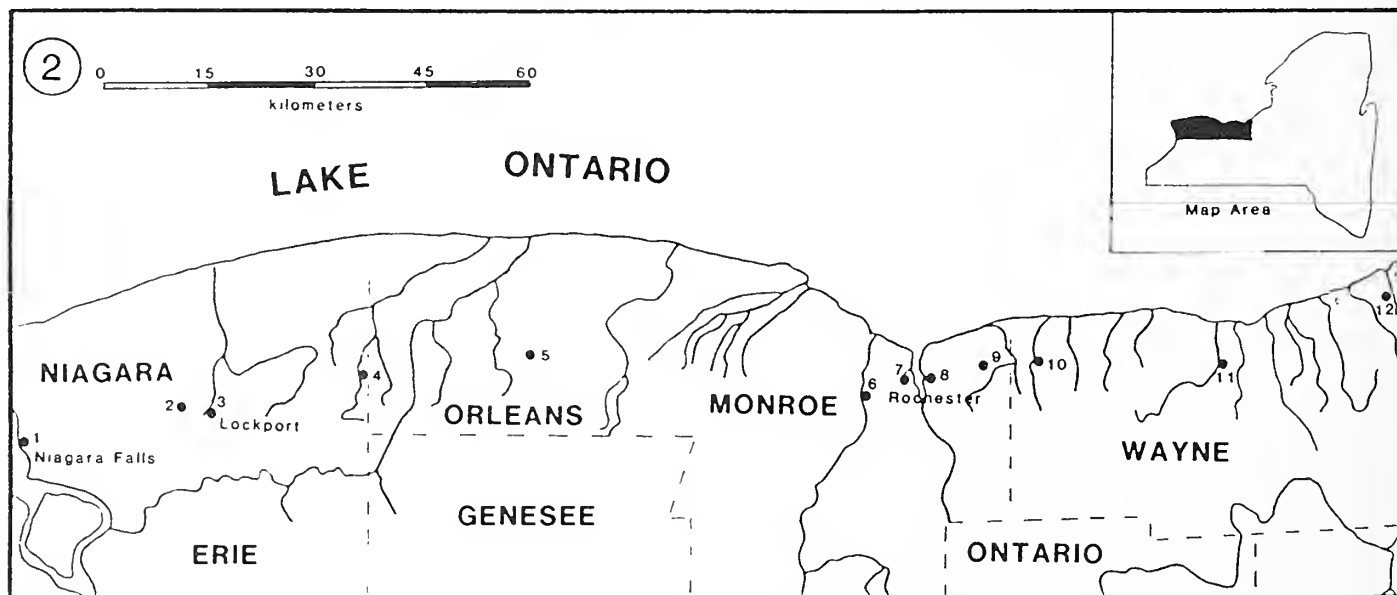 2
0 15 30 45 60
kilometers
LAKE ONTARIO
Map Area
12
NIAGARA
5
4
9
10
11
7
8
6
Rochester
2
3
Lockport
ORLEANS
MONROE
1
Niagara Falls
WAYNE
GENESEE
ERIE
ONTARIO